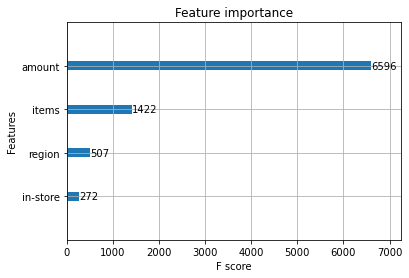 Feature importance
amount
6596
items
1422
region
507
in-store
272
0 1000 2000 3000 4000 5000 6000 7000
F score
Features